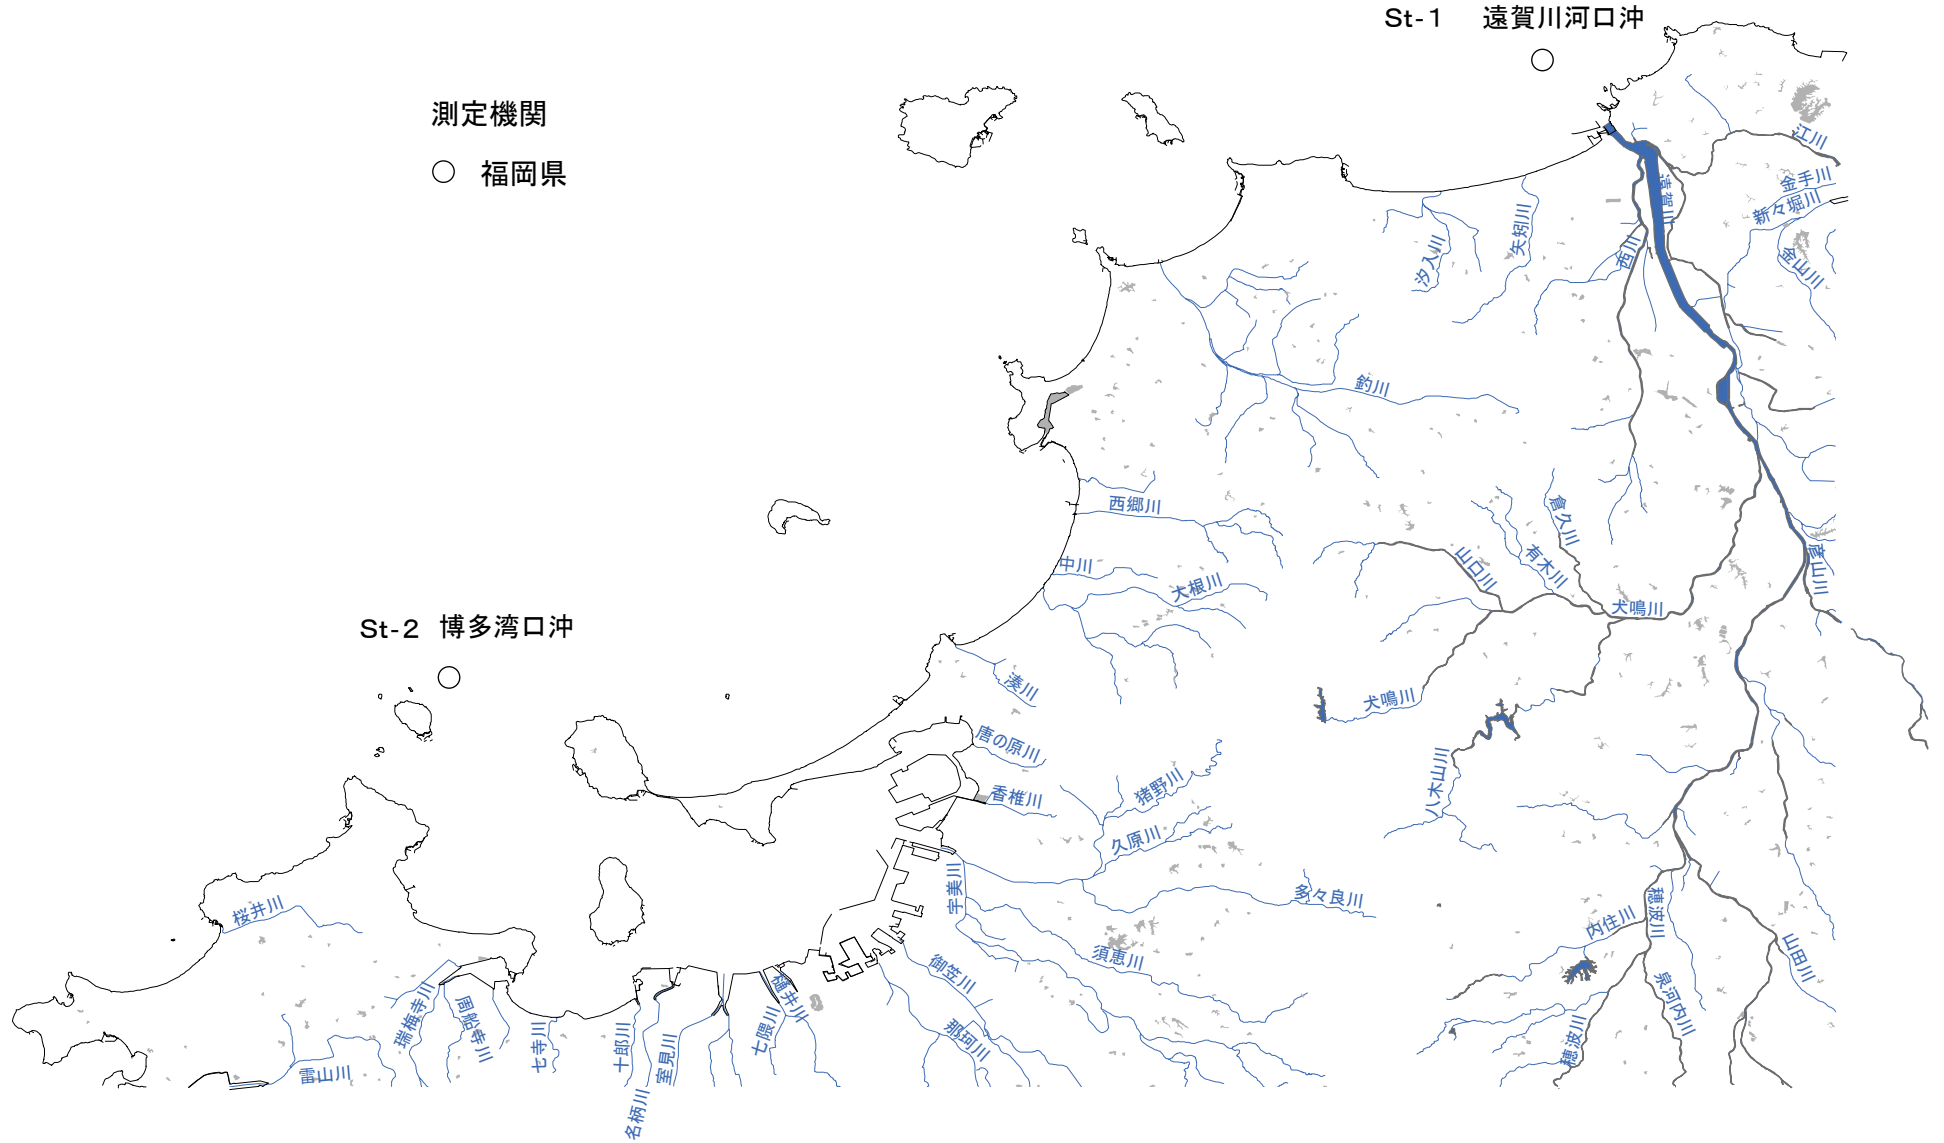 St-1 遠賀川河口沖
測定機関
○ 福岡県
江川
金手川
新々堀川
金山川
遠賀川
西川
矢矧川
汐入川
釣川
西郷川
中川
大根川
倉久川
有木川
山口川
犬鳴川
彦山川
St-2 博多湾口沖
湊川
犬鳴川
唐の原川
香椎川
猪野川
久原川
八木山川
宇美川
多々良川
須恵川
穂波川
内住川
山田川
泉河内川
穂波川
桜井川
御笠川
那珂川
樋井川
七隈川
瑞梅寺川
周船寺川
七寺川
十郎川
室見川
名柄川
雷山川